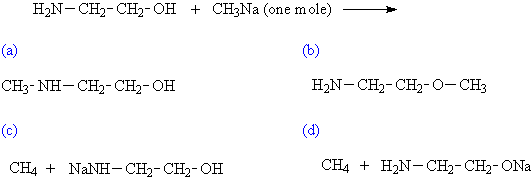 H₂N—CH₂—CH₂—OH + CH₃Na (one mole)
(a) (b)
CH₃-NH—CH₂—CH₂—OH H₂N—CH₂—CH₂—O—CH₃
(c) (d)
CH₄ + NaNH—CH₂—CH₂—OH CH₄ + H₂N—CH₂—CH₂—ONa